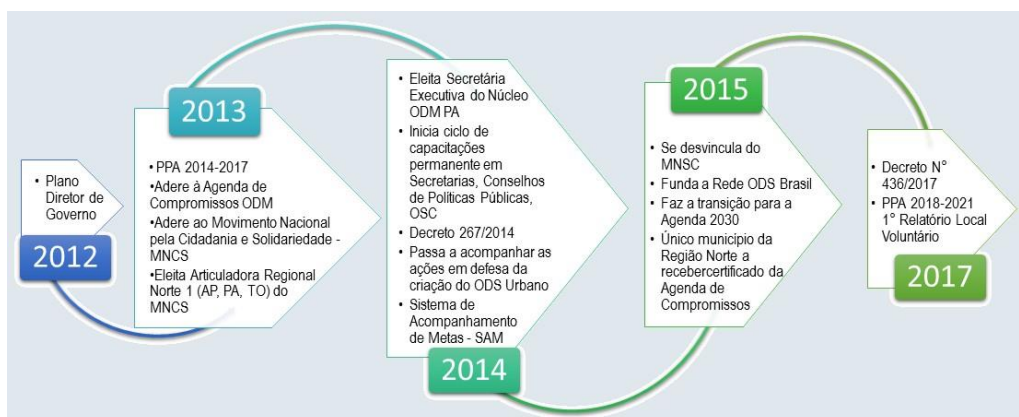 • Plano
Diretor de
Governo
2012
2013
•PPA 2014-2017
•Adere à Agenda de
Compromissos ODM
•Adere ao Movimento Nacional
pela Cidadania e Solidariedade -
MNCS
•Eleita Articuladora Regional
Norte 1 (AP, PA, TO) do
MNCS
• Eleita Secretária
Executiva do Núcleo
ODM PA
• Inicia ciclo de
capacitações
permanente em
Secretarias, Conselhos
de Políticas Públicas,
OSC
• Decreto 267/2014
• Passa a acompanhar as
ações em defesa da
criação do ODS Urbano
• Sistema de
Acompanhamento
de Metas - SAM
2014
2015
• Se desvincula do
MNSC
• Funda a Rede ODS Brasil
• Faz a transição para a
Agenda 2030
• Único município da
Região Norte a
recebercertificado da
Agenda de
Compromissos
• Decreto N°
436/2017
• PPA 2018-2021
1° Relatório Local
Voluntário
2017